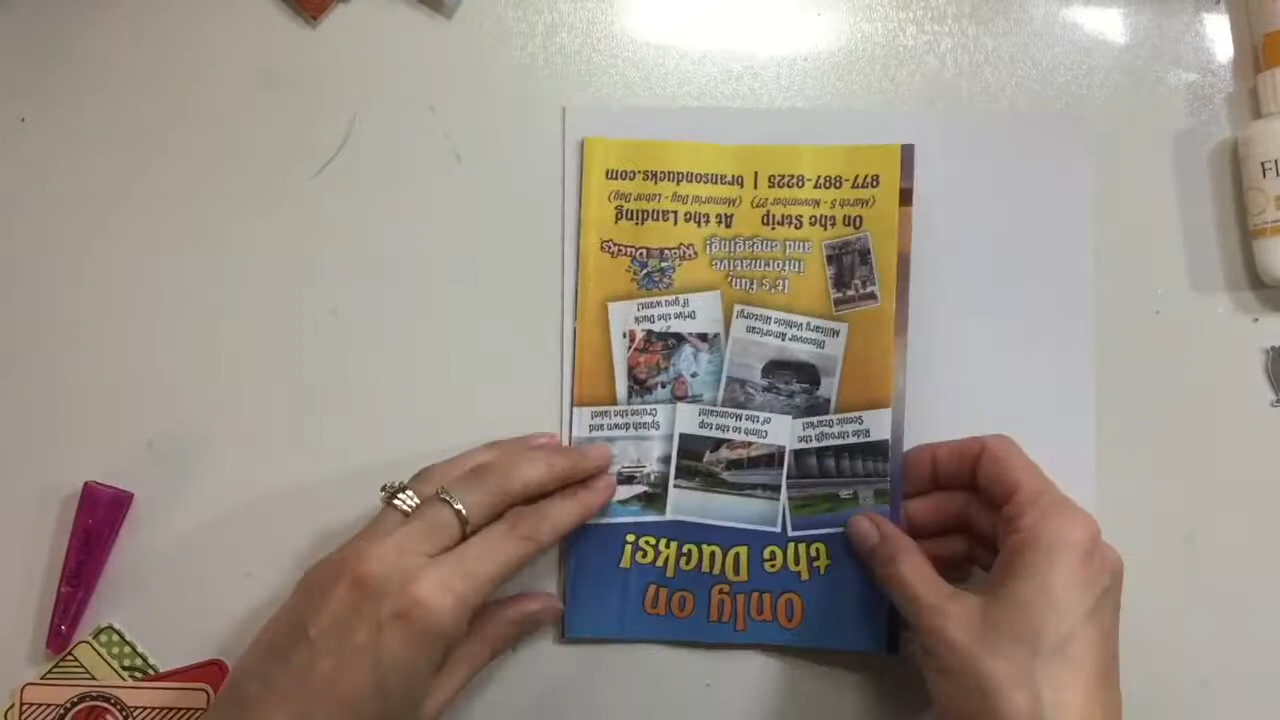 Only on
the Ducks!
Ride through the
Scenic Ozarks!
Climb to the top
of the Mountain!
Splash down and
Cruise the lake!
Discover American
Military Vehicle History!
Drive the Duck
if you want!
It's fun,
informative
and engaging!
Ride The Ducks
On the Strip
(March 5 - November 27)
At the Landing
(Memorial Day - Labor Day)
877-887-8225 | bransonducks.com